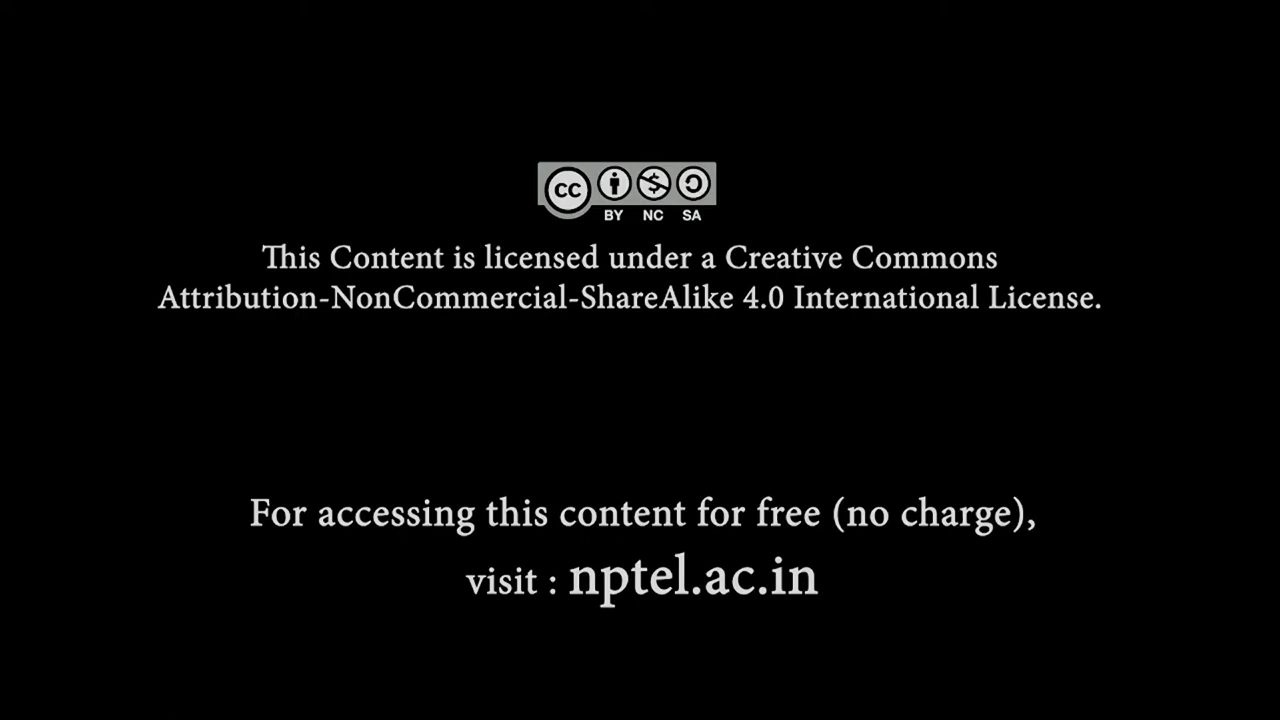 CC BY NC SA
This Content is licensed under a Creative Commons
Attribution-NonCommercial-ShareAlike 4.0 International License.
For accessing this content for free (no charge),
visit : nptel.ac.in